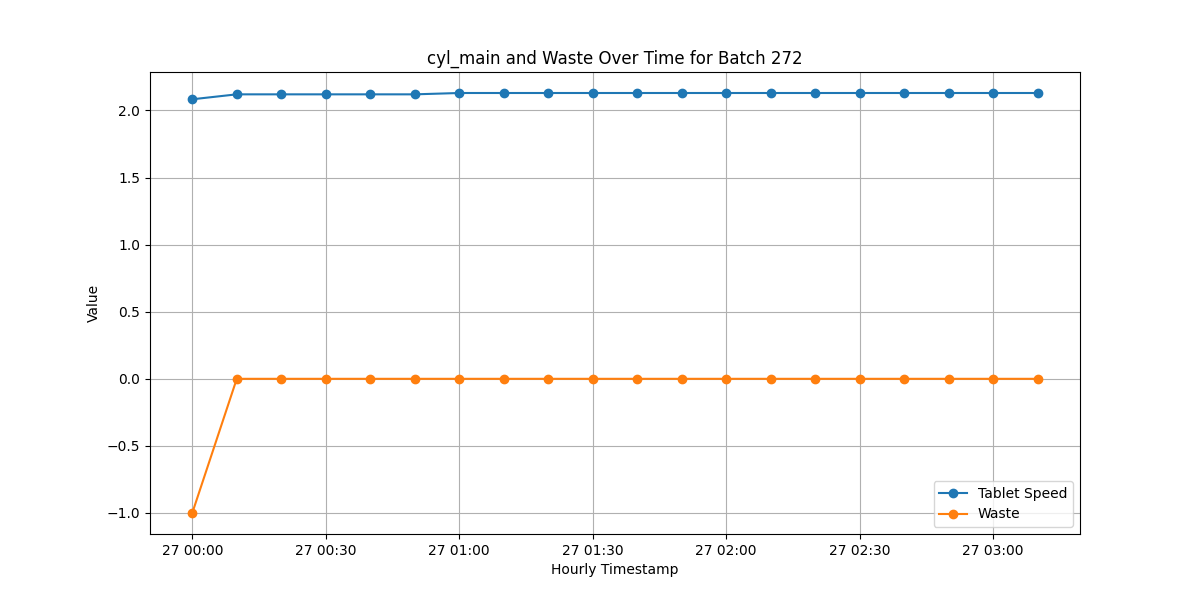 cyl_main and Waste Over Time for Batch 272
Value
2.0
1.5
1.0
0.5
0.0
−0.5
−1.0
27 00:00 27 00:30 27 01:00 27 01:30 27 02:00 27 02:30 27 03:00
Hourly Timestamp
Tablet Speed
Waste